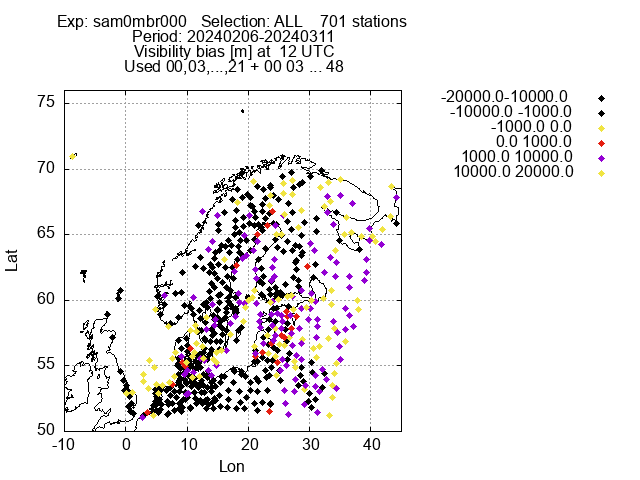 Exp: sam0mbr000   Selection: ALL    701 stations
Period: 20240206-20240311
Visibility bias [m] at  12 UTC
Used 00,03,...,21 + 00 03 ... 48
-20000.0-10000.0
-10000.0 -1000.0
-1000.0 0.0
0.0 1000.0
1000.0 10000.0
10000.0 20000.0
75
70
65
60
55
50
Lat
-10 0 10 20 30 40
Lon